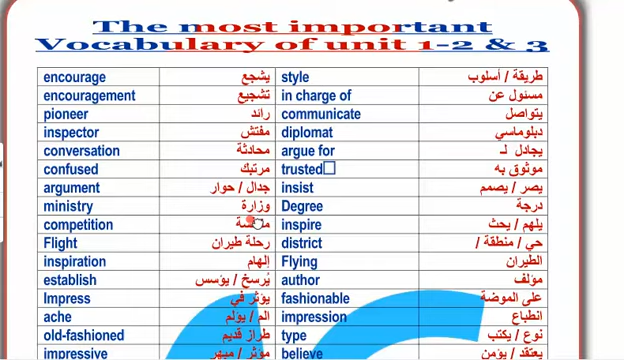 The most important
Vocabulary of unit 1-2 & 3
encourage يشجع style طريقة / أسلوب
encouragement تشجيع in charge of مسئول عن
pioneer رائد communicate يتواصل
inspector مفتش diplomat دبلوماسي
conversation محادثة argue for يجادل لـ
confused مرتبك trusted موثوق به
argument جدال / حوار insist يصر / يصمم
ministry وزارة Degree درجة
competition inspire يلهم / يحث
Flight رحلة طيران district حي / منطقة /
inspiration إلهام Flying الطيران
establish يُرسخ / يؤسس author مؤلف
Impress يؤثر في fashionable على الموضة
ache الم / يؤلم impression انطباع
old-fashioned طراز قديم type نوع / يكتب
impressive مؤثر / مبهر believe يعتقد / يؤمن